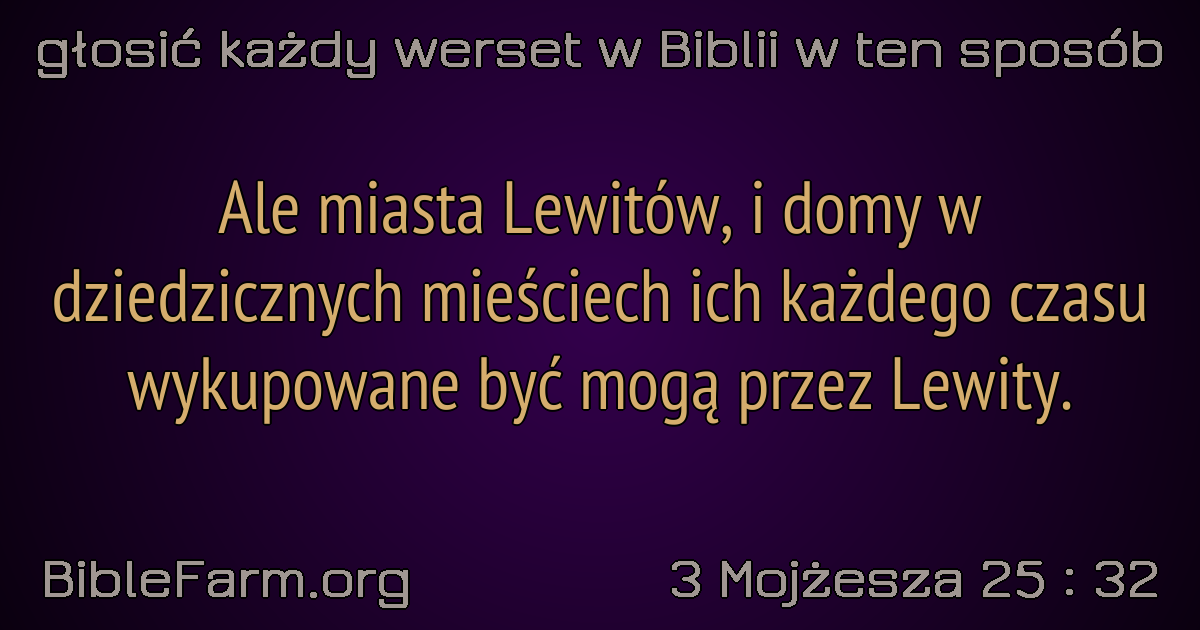 głosić każdy werset w Biblii w ten sposób
Ale miasta Lewitów, i domy w
dziedzicznych mieściech ich każdego czasu
wykupowane być mogą przez Lewity.
BibleFarm.org
3 Mojżesza 25 : 32